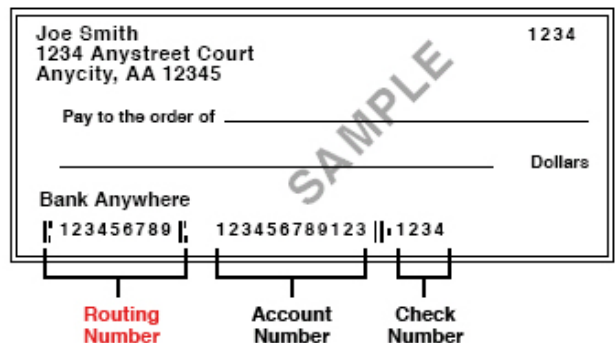 Joe Smith 1234
1234 Anystreet Court
Anycity, AA 12345
SAMPLE
Pay to the order of
Dollars
Bank Anywhere
123456789 123456789123 1234
Routing Account Check
Number Number Number